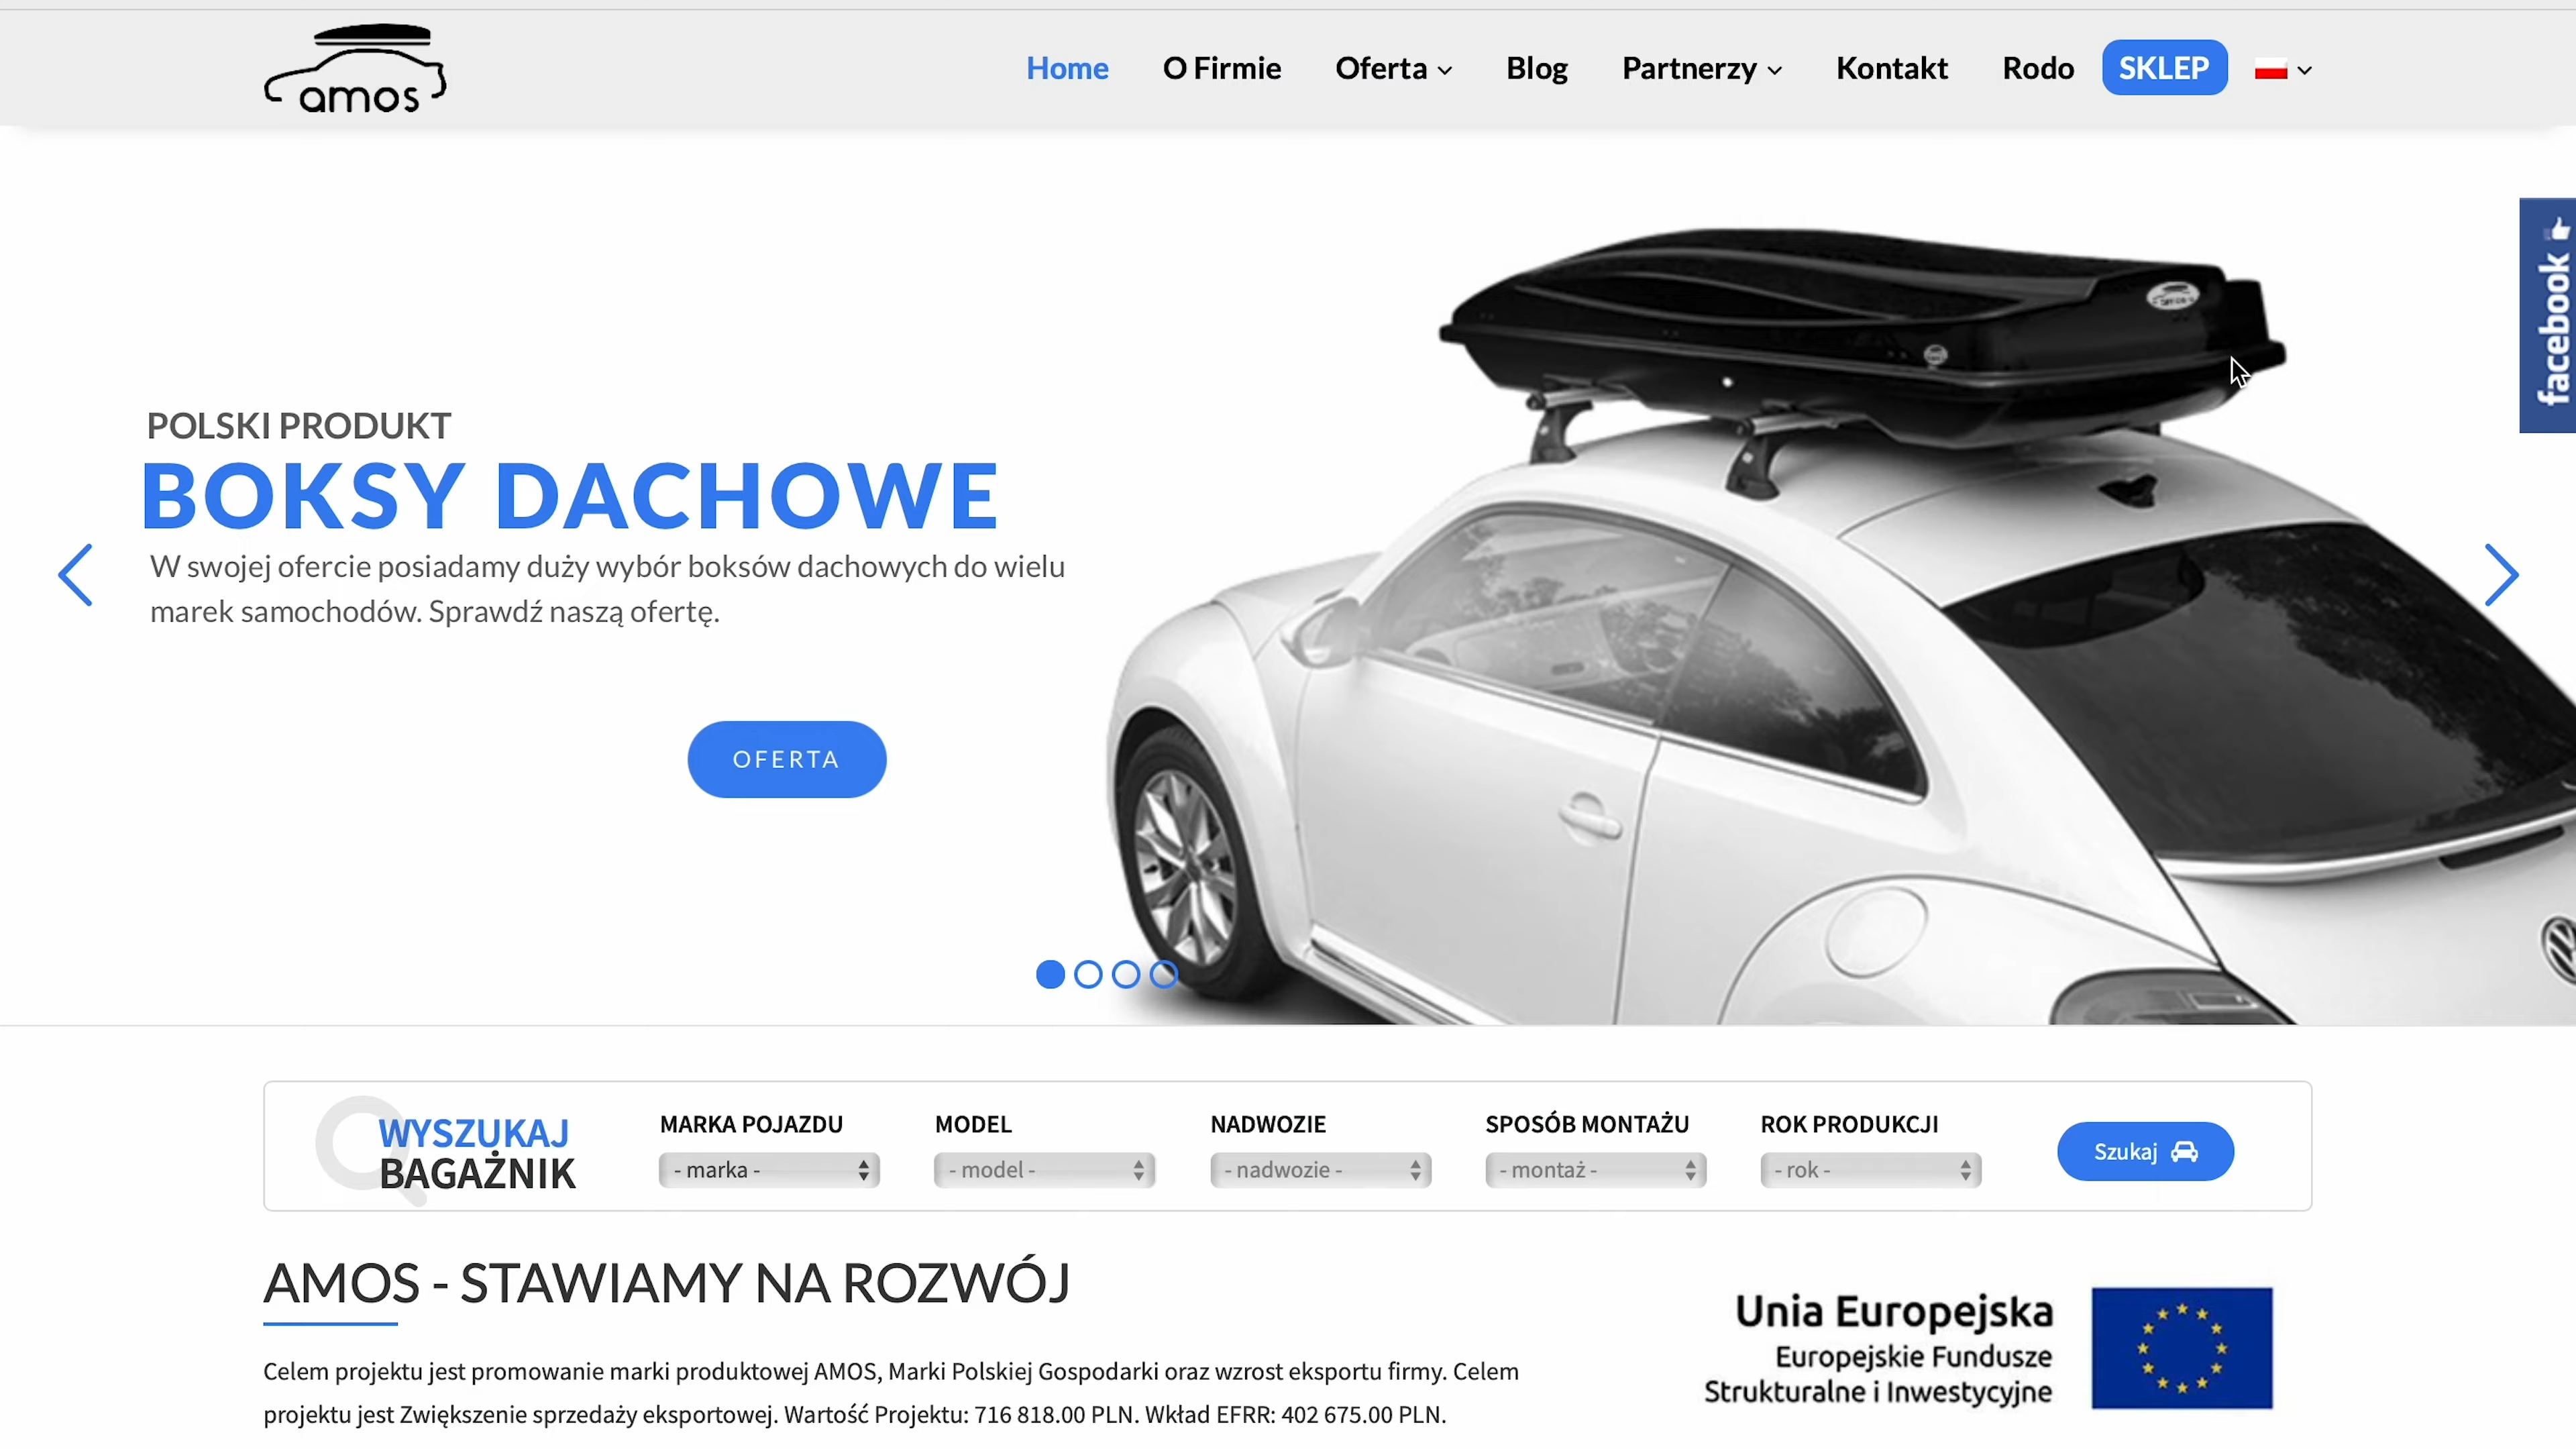 amos
Home
O Firmie
Oferta
Blog
Partnerzy
Kontakt
Rodo
SKLEP
facebook
POLSKI PRODUKT
BOKSY DACHOWE
W swojej ofercie posiadamy duży wybór boksów dachowych do wielu
marek samochodów. Sprawdź naszą ofertę.
OFERTA
WYSZUKAJ
BAGAŻNIK
MARKA POJAZDU
- marka -
MODEL
- model -
NADWOZIE
- nadwozie -
SPOSÓB MONTAŻU
- montaż -
ROK PRODUKCJI
- rok -
Szukaj
AMOS - STAWIAMY NA ROZWÓJ
Celem projektu jest promowanie marki produktowej AMOS, Marki Polskiej Gospodarki oraz wzrost eksportu firmy. Celem
projektu jest Zwiększenie sprzedaży eksportowej. Wartość Projektu: 716 818.00 PLN. Wkład EFRR: 402 675.00 PLN.
Unia Europejska
Europejskie Fundusze
Strukturalne i Inwestycyjne